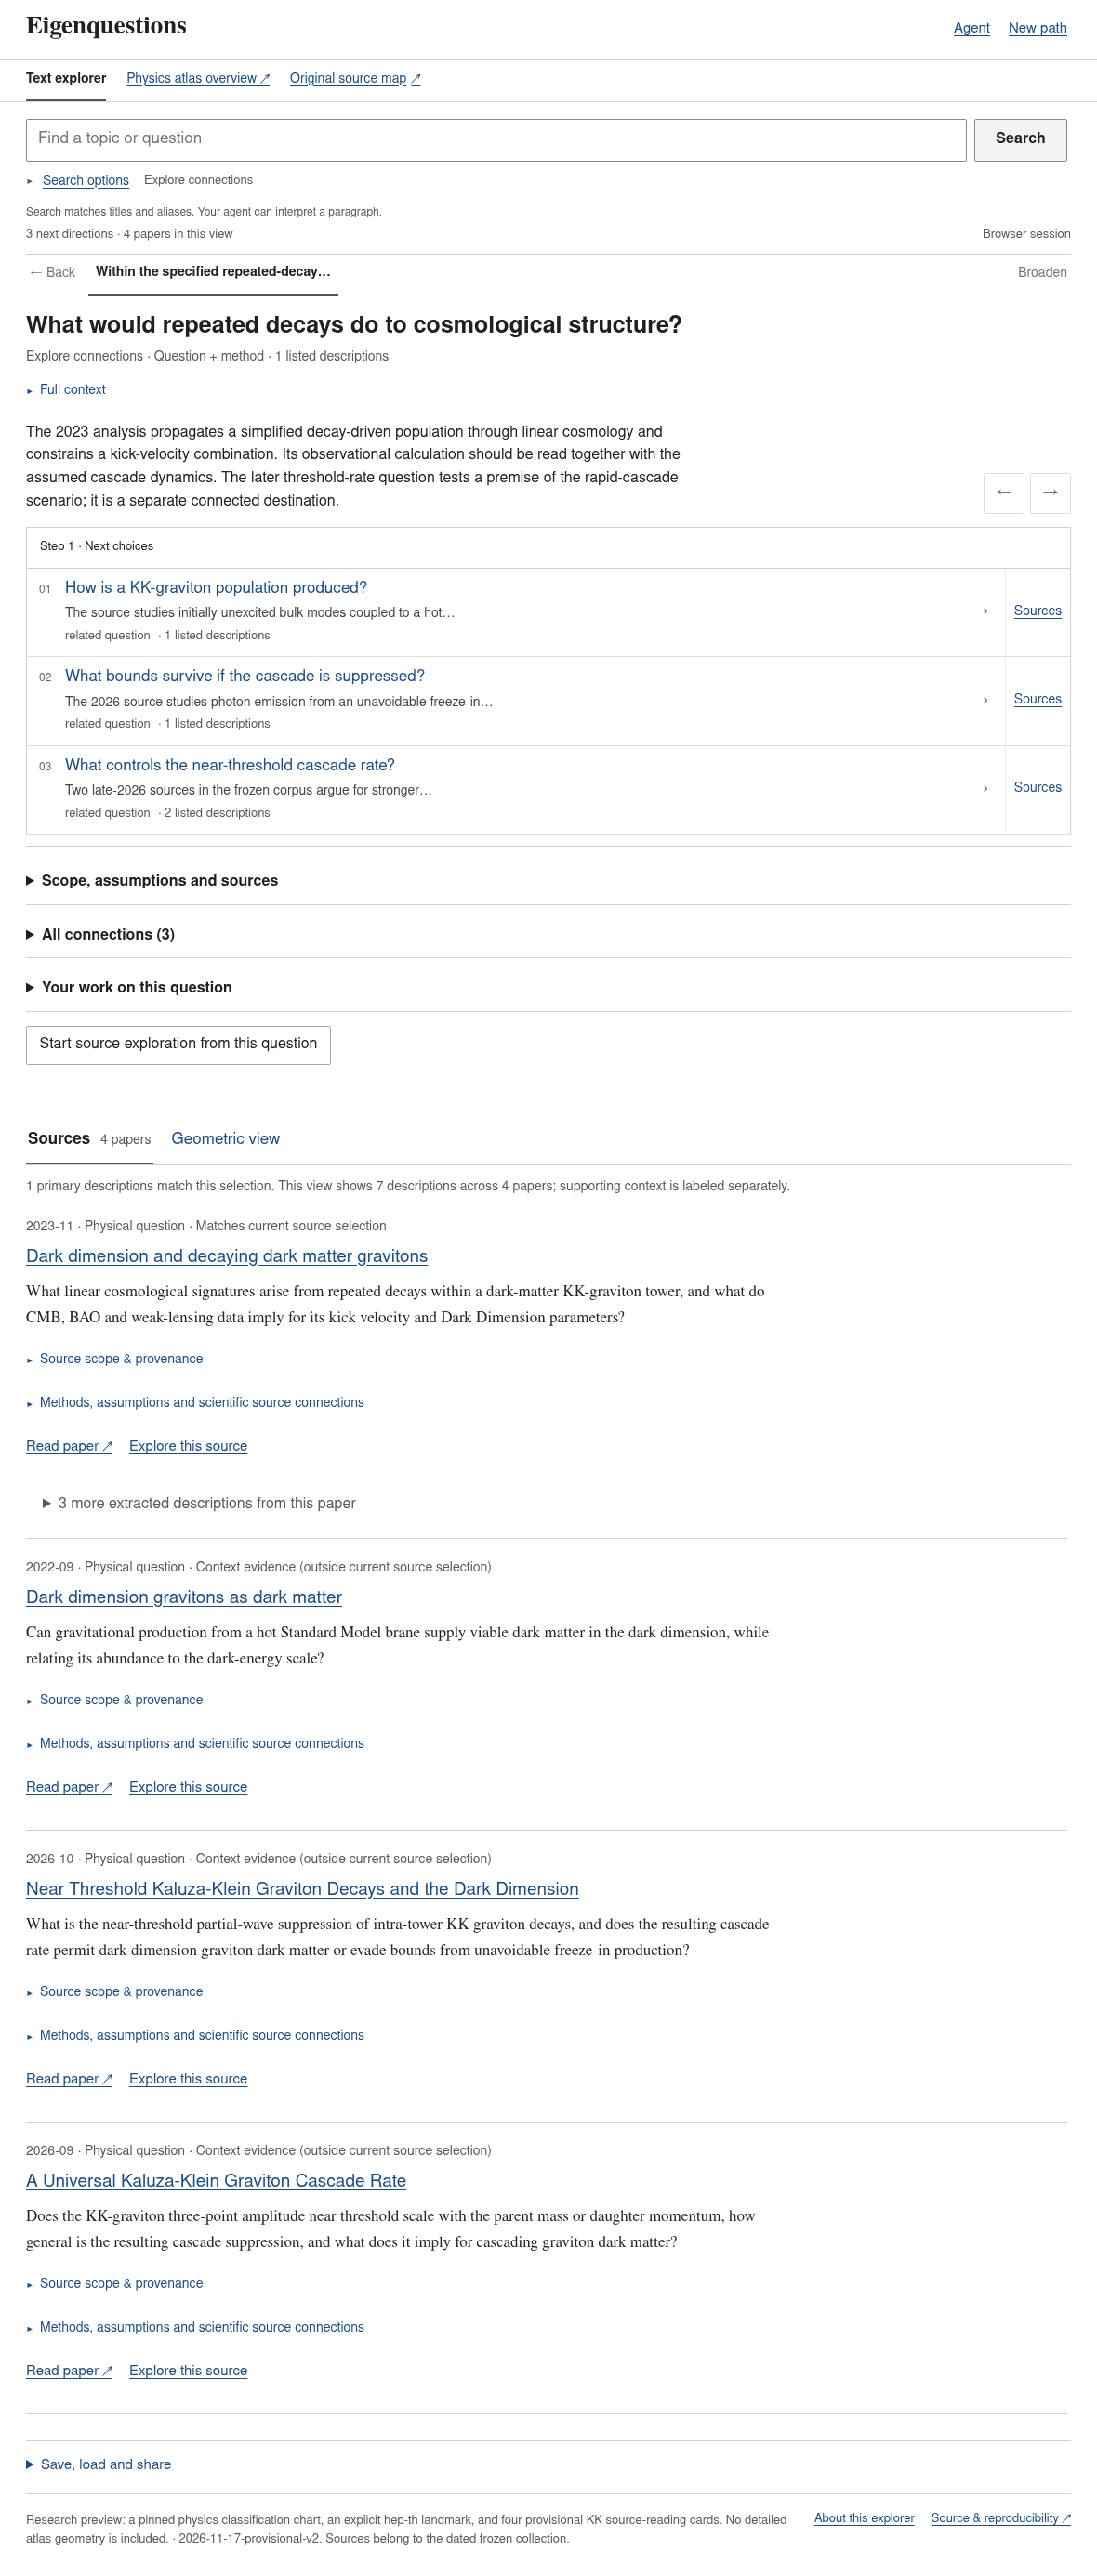 Eigenquestions
Agent New path
Text explorer Physics atlas overview ↗ Original source map ↗
Find a topic or question Search
▸ Search options Explore connections
Search matches titles and aliases. Your agent can interpret a paragraph.
3 next directions · 4 papers in this view Browser session
← Back Within the specified repeated-decay… Broaden
What would repeated decays do to cosmological structure?
Explore connections · Question + method · 1 listed descriptions
▸ Full context
The 2023 analysis propagates a simplified decay-driven population through linear cosmology and
constrains a kick-velocity combination. Its observational calculation should be read together with the
assumed cascade dynamics. The later threshold-rate question tests a premise of the rapid-cascade
scenario; it is a separate connected destination.
← →
Step 1 · Next choices
01 How is a KK-graviton population produced?
The source studies initially unexcited bulk modes coupled to a hot…
related question · 1 listed descriptions
› Sources
02 What bounds survive if the cascade is suppressed?
The 2026 source studies photon emission from an unavoidable freeze-in…
related question · 1 listed descriptions
› Sources
03 What controls the near-threshold cascade rate?
Two late-2026 sources in the frozen corpus argue for stronger…
related question · 2 listed descriptions
› Sources
▶ Scope, assumptions and sources
▶ All connections (3)
▶ Your work on this question
Start source exploration from this question
Sources 4 papers Geometric view
1 primary descriptions match this selection. This view shows 7 descriptions across 4 papers; supporting context is labeled separately.
2023-11 · Physical question · Matches current source selection
Dark dimension and decaying dark matter gravitons
What linear cosmological signatures arise from repeated decays within a dark-matter KK-graviton tower, and what do
CMB, BAO and weak-lensing data imply for its kick velocity and Dark Dimension parameters?
▸ Source scope & provenance
▸ Methods, assumptions and scientific source connections
Read paper ↗ Explore this source
▶ 3 more extracted descriptions from this paper
2022-09 · Physical question · Context evidence (outside current source selection)
Dark dimension gravitons as dark matter
Can gravitational production from a hot Standard Model brane supply viable dark matter in the dark dimension, while
relating its abundance to the dark-energy scale?
▸ Source scope & provenance
▸ Methods, assumptions and scientific source connections
Read paper ↗ Explore this source
2026-10 · Physical question · Context evidence (outside current source selection)
Near Threshold Kaluza-Klein Graviton Decays and the Dark Dimension
What is the near-threshold partial-wave suppression of intra-tower KK graviton decays, and does the resulting cascade
rate permit dark-dimension graviton dark matter or evade bounds from unavoidable freeze-in production?
▸ Source scope & provenance
▸ Methods, assumptions and scientific source connections
Read paper ↗ Explore this source
2026-09 · Physical question · Context evidence (outside current source selection)
A Universal Kaluza-Klein Graviton Cascade Rate
Does the KK-graviton three-point amplitude near threshold scale with the parent mass or daughter momentum, how
general is the resulting cascade suppression, and what does it imply for cascading graviton dark matter?
▸ Source scope & provenance
▸ Methods, assumptions and scientific source connections
Read paper ↗ Explore this source
▶ Save, load and share
Research preview: a pinned physics classification chart, an explicit hep-th landmark, and four provisional KK source-reading cards. No detailed
atlas geometry is included. · 2026-11-17-provisional-v2. Sources belong to the dated frozen collection.
About this explorer Source & reproducibility ↗